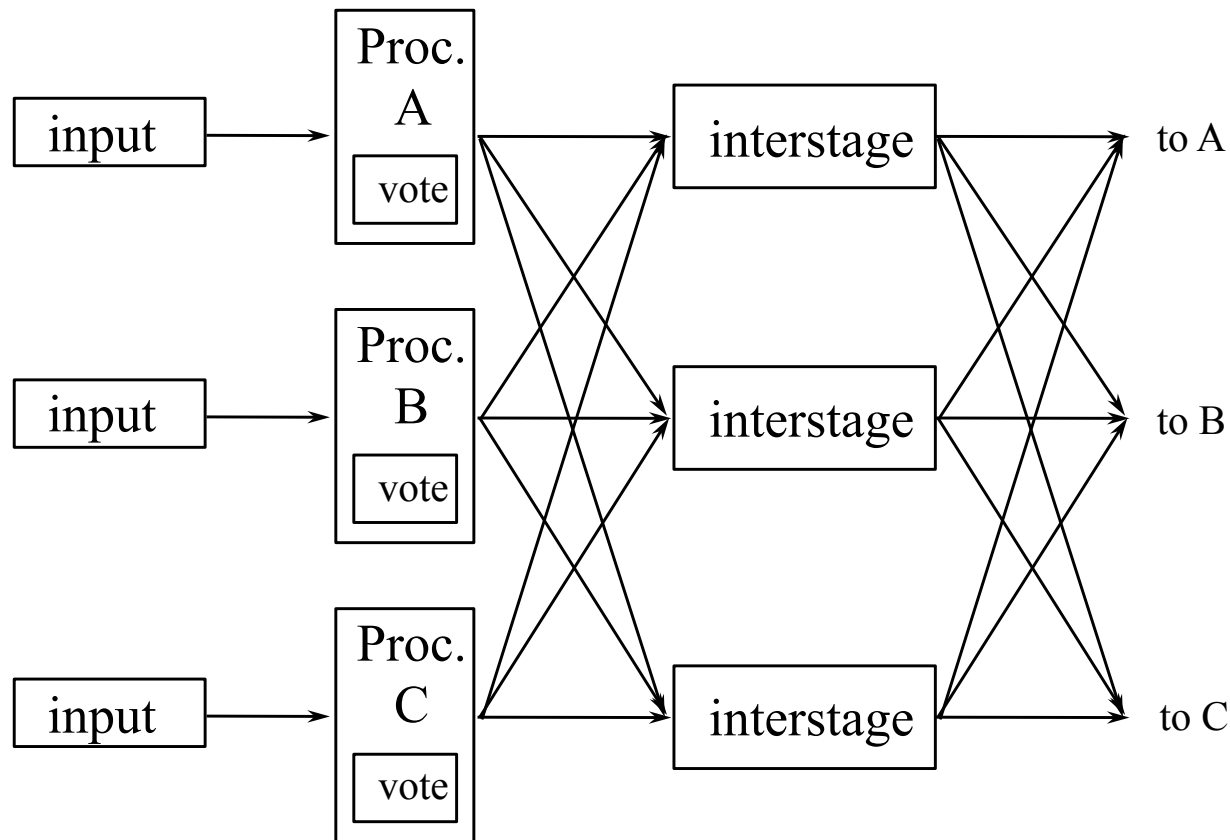 input
Proc.
A
vote
interstage
to A
input
Proc.
B
vote
interstage
to B
input
Proc.
C
vote
interstage
to C